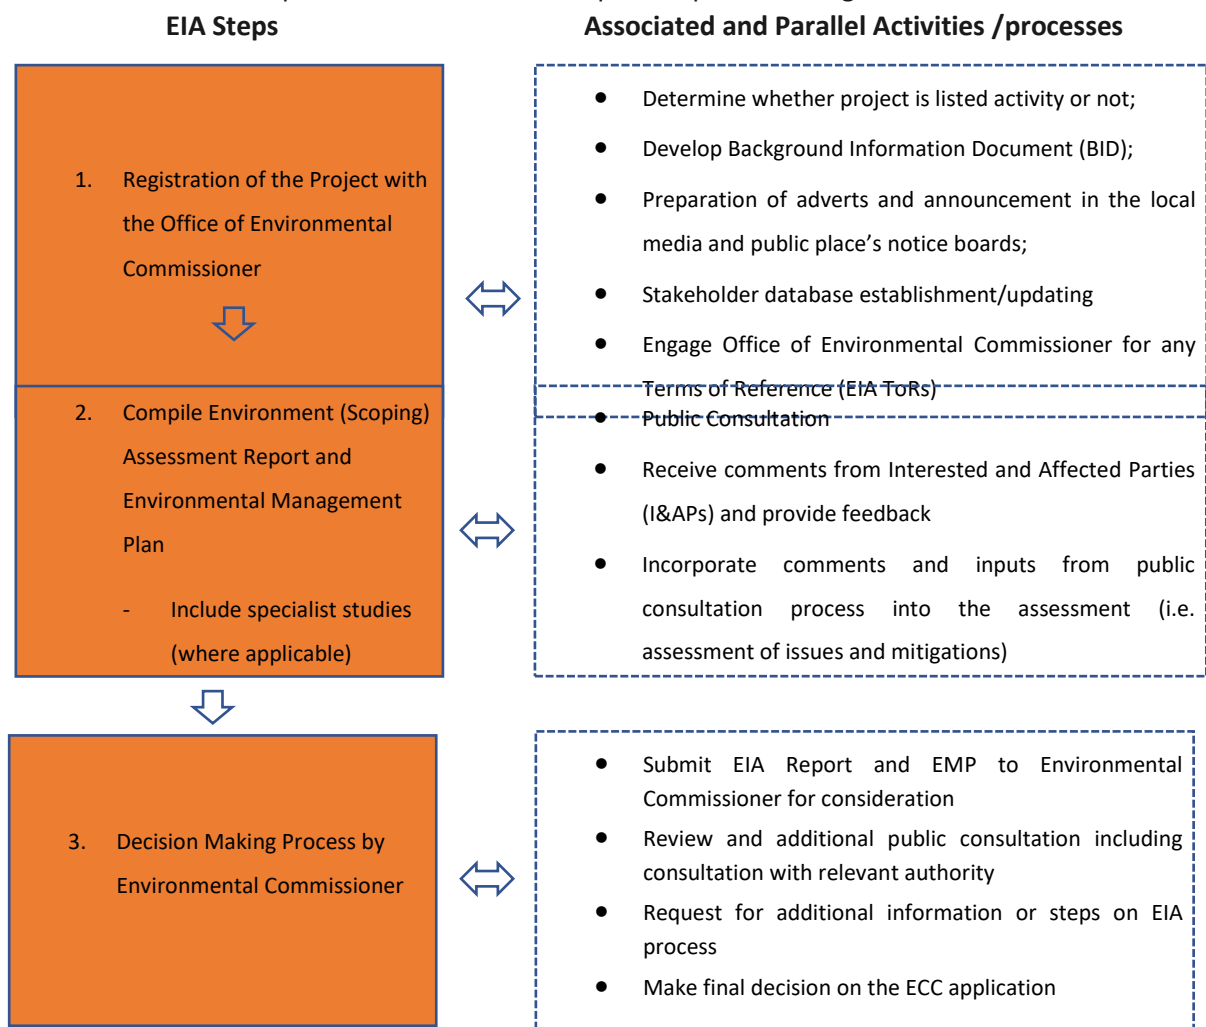 EIA Steps
Associated and Parallel Activities /processes
1. Registration of the Project with
the Office of Environmental
Commissioner
● Determine whether project is listed activity or not;
● Develop Background Information Document (BID);
● Preparation of adverts and announcement in the local
media and public place’s notice boards;
● Stakeholder database establishment/updating
● Engage Office of Environmental Commissioner for any
Terms of Reference (EIA ToRs)
2. Compile Environment (Scoping)
Assessment Report and
Environmental Management
Plan
- Include specialist studies
(where applicable)
● Public Consultation
● Receive comments from Interested and Affected Parties
(I&APs) and provide feedback
● Incorporate comments and inputs from public
consultation process into the assessment (i.e.
assessment of issues and mitigations)
3. Decision Making Process by
Environmental Commissioner
● Submit EIA Report and EMP to Environmental
Commissioner for consideration
● Review and additional public consultation including
consultation with relevant authority
● Request for additional information or steps on EIA
process
● Make final decision on the ECC application